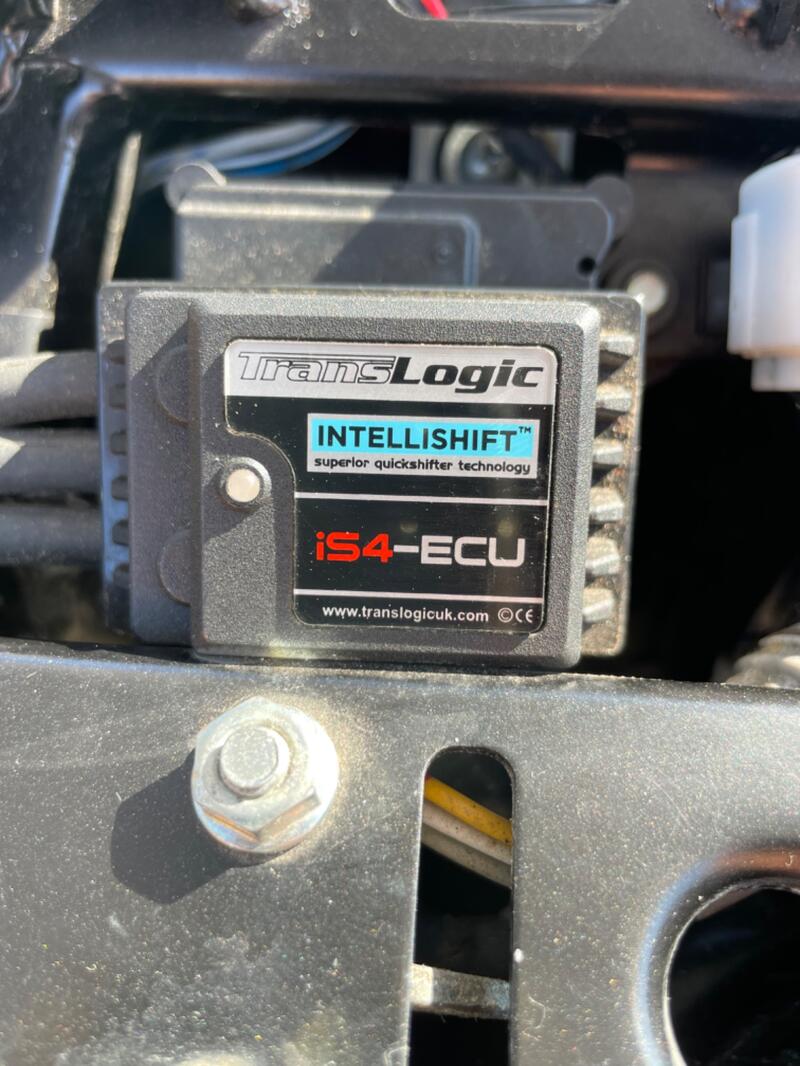 TransLogic
INTELLISHIFT™
superior quickshifter technology
iS4-ECU
www.translogicuk.com ©CE